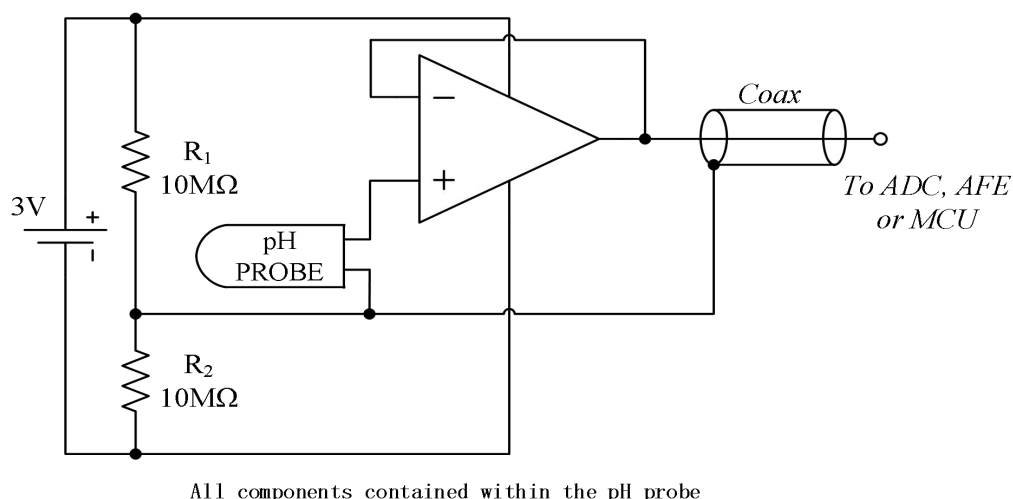 Coax
R₁
10MΩ
To ADC, AFE
or MCU
3V
+
−
pH
PROBE
−
+
R₂
10MΩ
All components contained within the pH probe